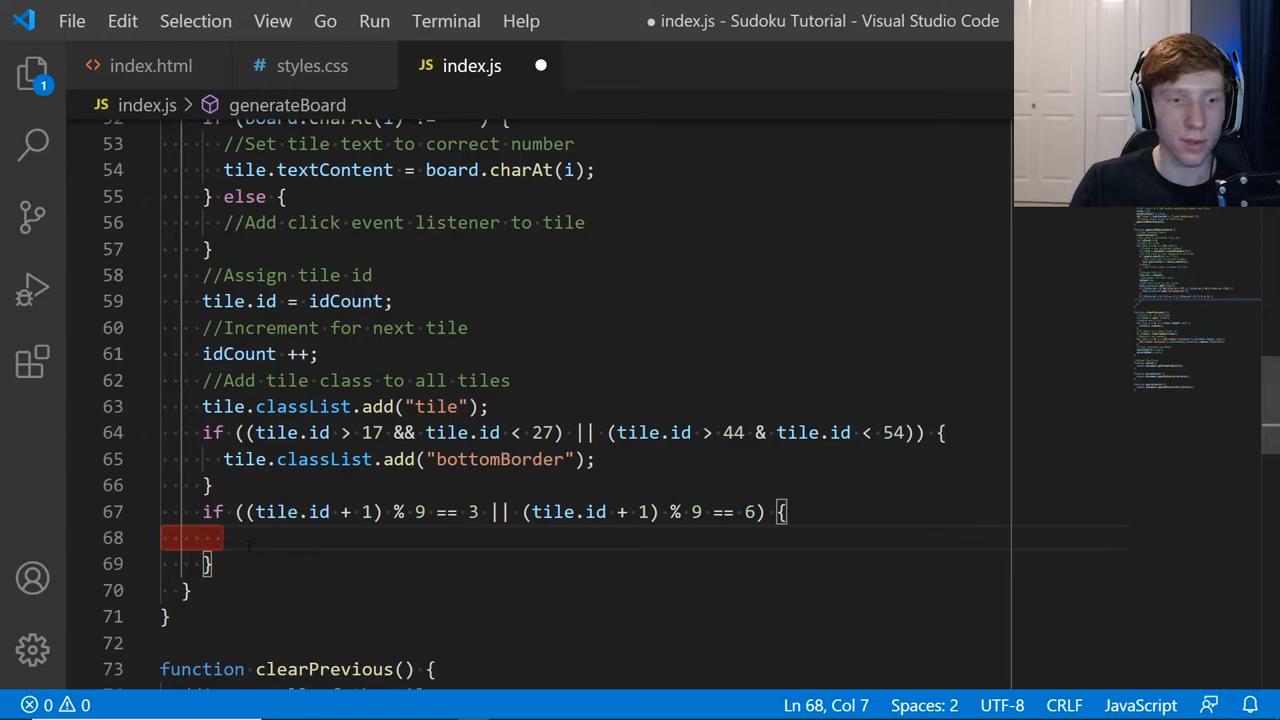 File Edit Selection View Go Run Terminal Help ● index.js - Sudoku Tutorial - Visual Studio Code
<> index.html # styles.css JS index.js
JS index.js > generateBoard
1
53 //Set tile text to correct number
54 tile.textContent = board.charAt(i);
55 } else {
56 //Add click event listener to tile
57 }
58 //Assign tile id
59 tile.id = idCount;
60 //Increment for next tile
61 idCount ++;
62 //Add tile class to all tiles
63 tile.classList.add("tile");
64 if ((tile.id > 17 && tile.id < 27) || (tile.id > 44 & tile.id < 54)) {
65 tile.classList.add("bottomBorder");
66 }
67 if ((tile.id + 1) % 9 == 3 || (tile.id + 1) % 9 == 6) {
68
69 }
70 }
71 }
72
73 function clearPrevious() {
0 0 Ln 68, Col 7 Spaces: 2 UTF-8 CRLF JavaScript